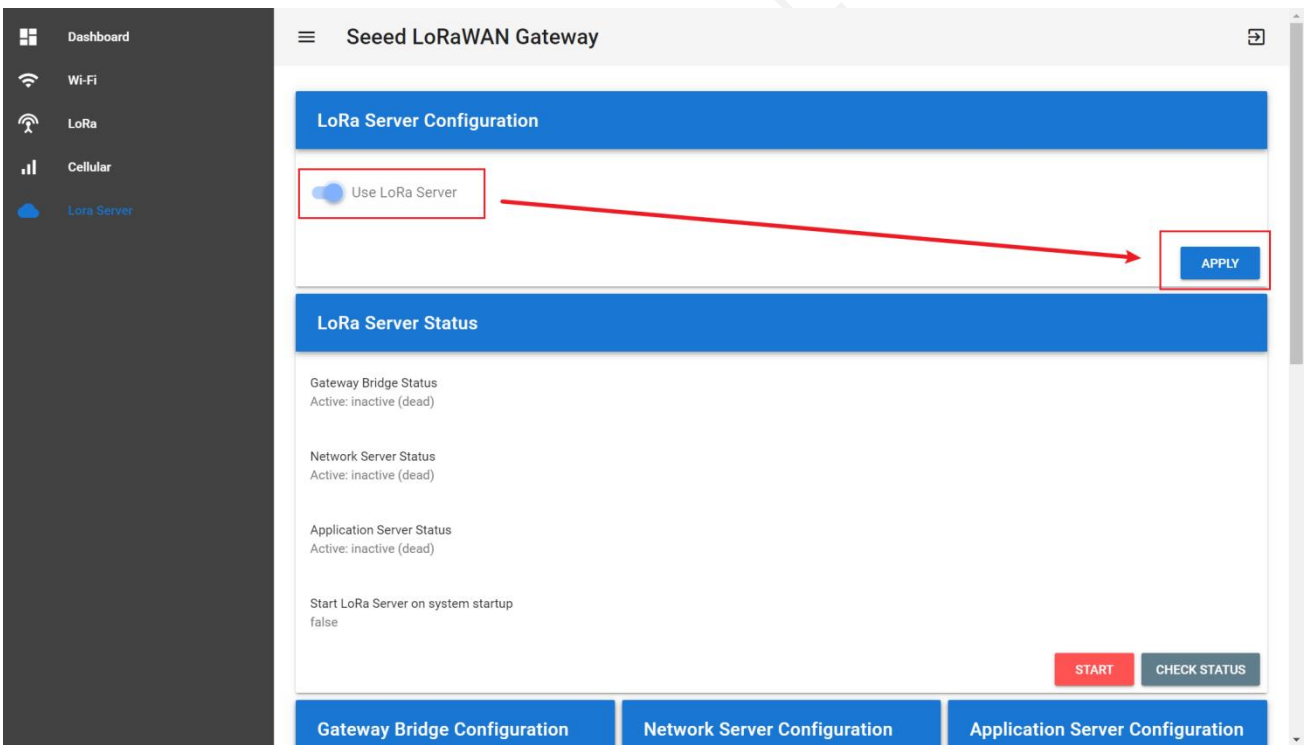 Dashboard
Wi-Fi
LoRa
Cellular
Lora Server
Seeed LoRaWAN Gateway
LoRa Server Configuration
Use LoRa Server
APPLY
LoRa Server Status
Gateway Bridge Status
Active: inactive (dead)
Network Server Status
Active: inactive (dead)
Application Server Status
Active: inactive (dead)
Start LoRa Server on system startup
false
START CHECK STATUS
Gateway Bridge Configuration Network Server Configuration Application Server Configuration